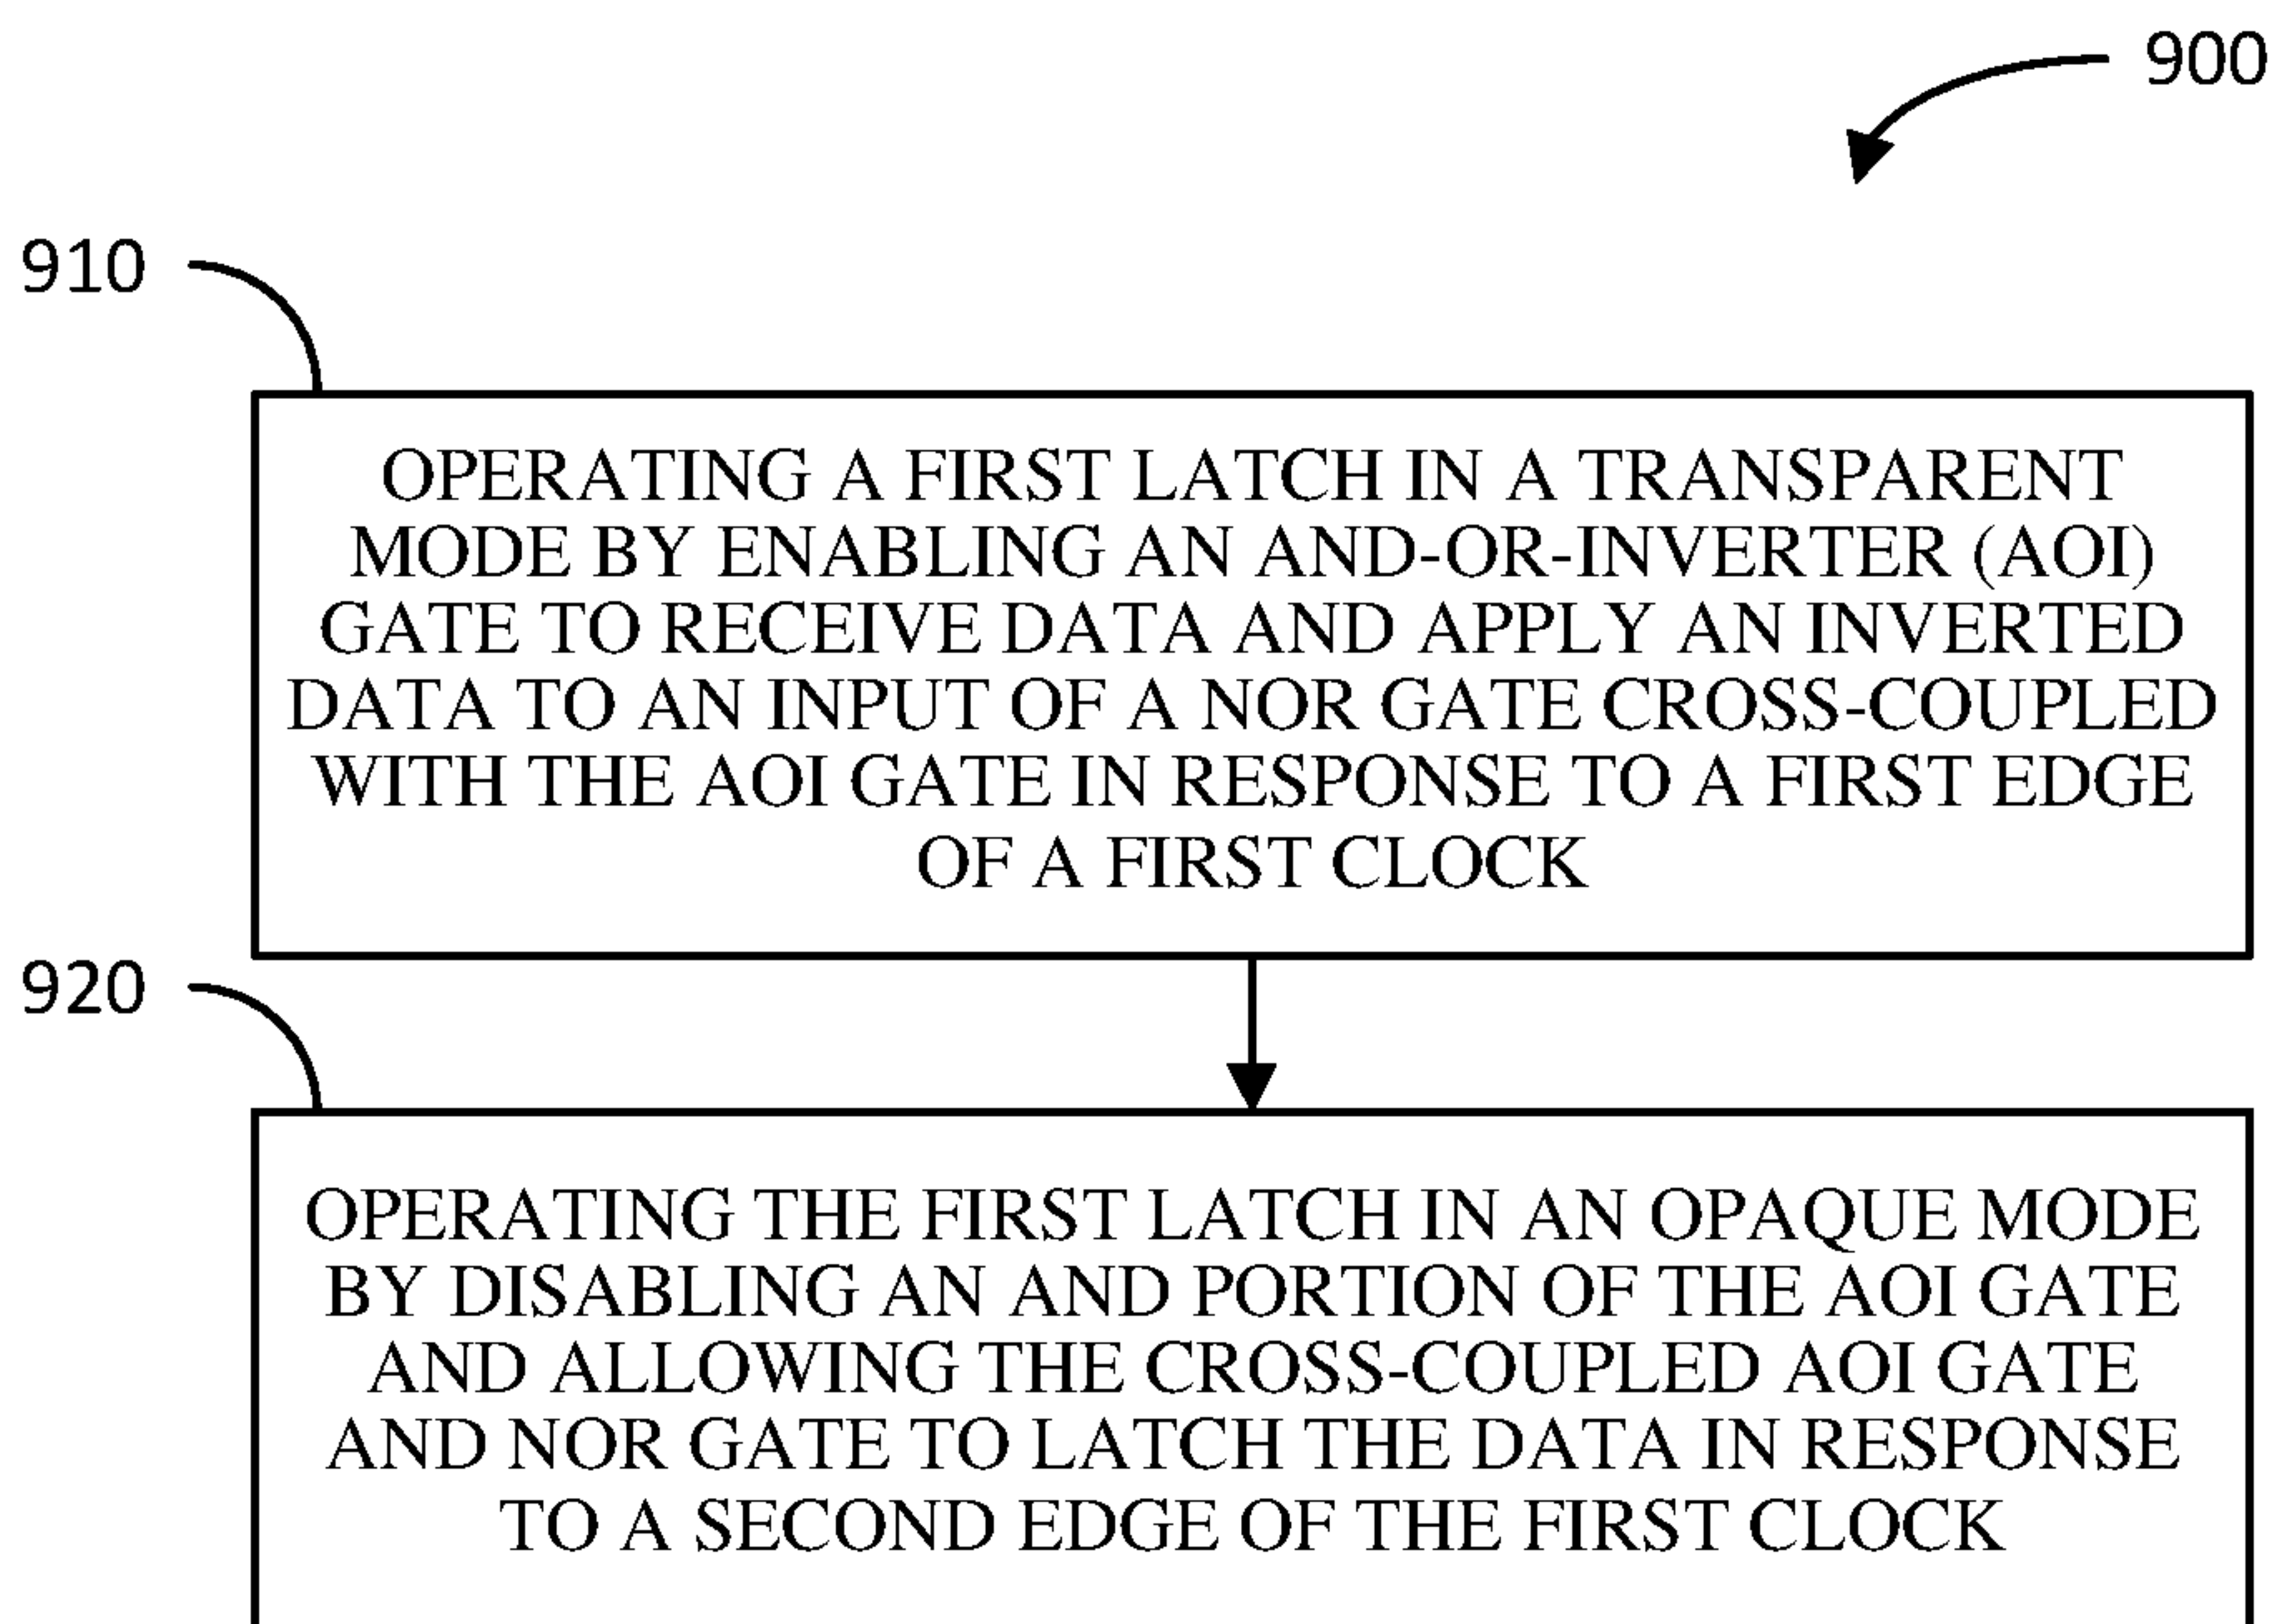 900
910
OPERATING A FIRST LATCH IN A TRANSPARENT
MODE BY ENABLING AN AND-OR-INVERTER (AOI)
GATE TO RECEIVE DATA AND APPLY AN INVERTED
DATA TO AN INPUT OF A NOR GATE CROSS-COUPLED
WITH THE AOI GATE IN RESPONSE TO A FIRST EDGE
OF A FIRST CLOCK
920
OPERATING THE FIRST LATCH IN AN OPAQUE MODE
BY DISABLING AN AND PORTION OF THE AOI GATE
AND ALLOWING THE CROSS-COUPLED AOI GATE
AND NOR GATE TO LATCH THE DATA IN RESPONSE
TO A SECOND EDGE OF THE FIRST CLOCK